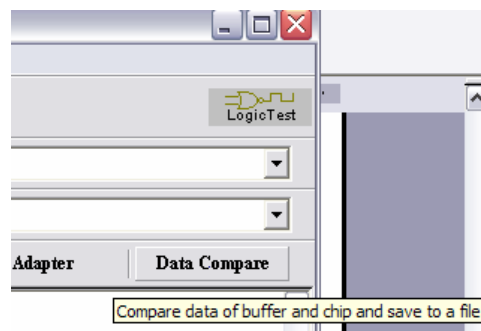 LogicTest
Adapter Data Compare
Compare data of buffer and chip and save to a file